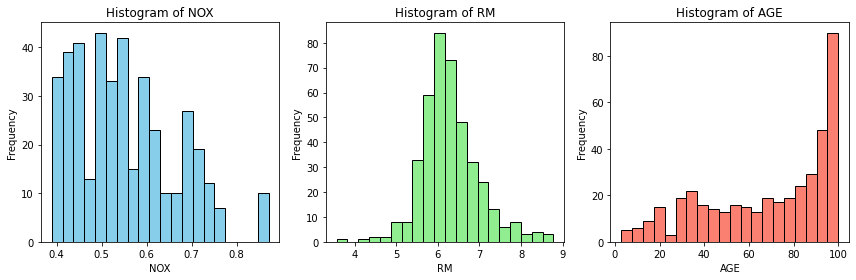 Histogram of NOX
Frequency
40
30
20
10
0
0.4 0.5 0.6 0.7 0.8
NOX
Histogram of RM
Frequency
80
70
60
50
40
30
20
10
0
4 5 6 7 8 9
RM
Histogram of AGE
Frequency
80
60
40
20
0
0 20 40 60 80 100
AGE